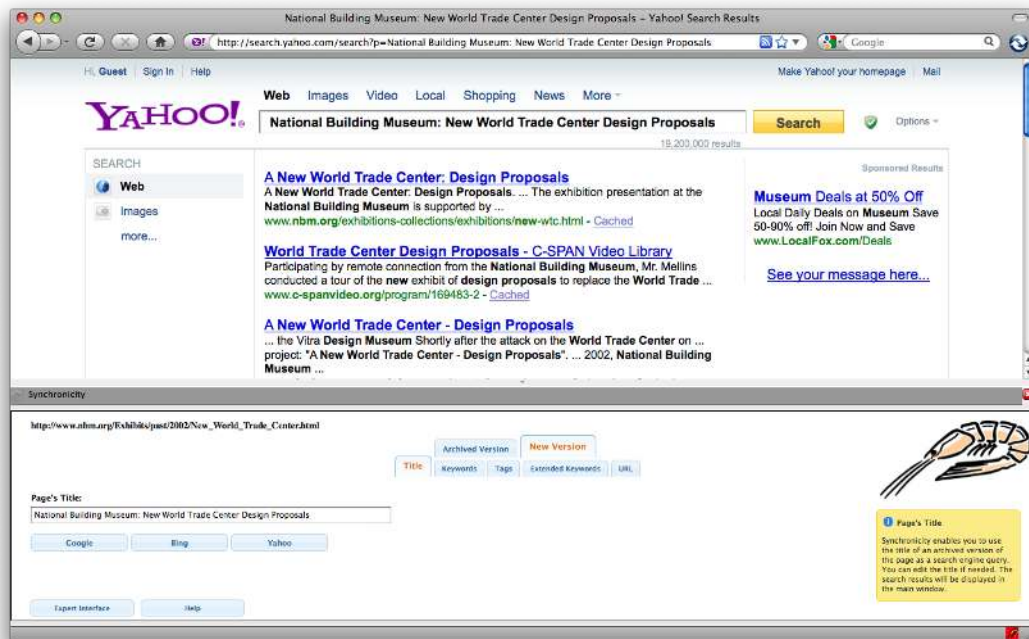 National Building Museum: New World Trade Center Design Proposals – Yahoo! Search Results
http://search.yahoo.com/search?p=National Building Museum: New World Trade Center Design Proposals
Google
Hi, Guest Sign In Help
Make Yahoo! your homepage Mail
Web Images Video Local Shopping News More
YAHOO!
National Building Museum: New World Trade Center Design Proposals
Search
Options
19,200,000 results
SEARCH
Web
Images
more...
A New World Trade Center: Design Proposals
A New World Trade Center: Design Proposals. ... The exhibition presentation at the
National Building Museum is supported by ...
www.nbm.org/exhibitions-collections/exhibitions/new-wtc.html - Cached
World Trade Center Design Proposals - C-SPAN Video Library
Participating by remote connection from the National Building Museum, Mr. Mellins
conducted a tour of the new exhibit of design proposals to replace the World Trade ...
www.c-spanvideo.org/program/169483-2 - Cached
A New World Trade Center - Design Proposals
... the Vitra Design Museum Shortly after the attack on the World Trade Center on ...
project: "A New World Trade Center - Design Proposals". ... 2002, National Building
Museum ...
Sponsored Results
Museum Deals at 50% Off
Local Daily Deals on Museum Save
50-90% off! Join Now and Save
www.LocalFox.com/Deals
See your message here...
Synchronicity
http://www.nbm.org/Exhibits/past/2002/New_World_Trade_Center.html
Archived Version New Version
Title Keywords Tags Extended Keywords URL
Page's Title:
National Building Museum: New World Trade Center Design Proposals
Google Bing Yahoo
Expert Interface Help
Page's Title
Synchronicity enables you to use
the title of an archived version of
the page as a search engine query.
You can edit the title if needed. The
search results will be displayed in
the main window.